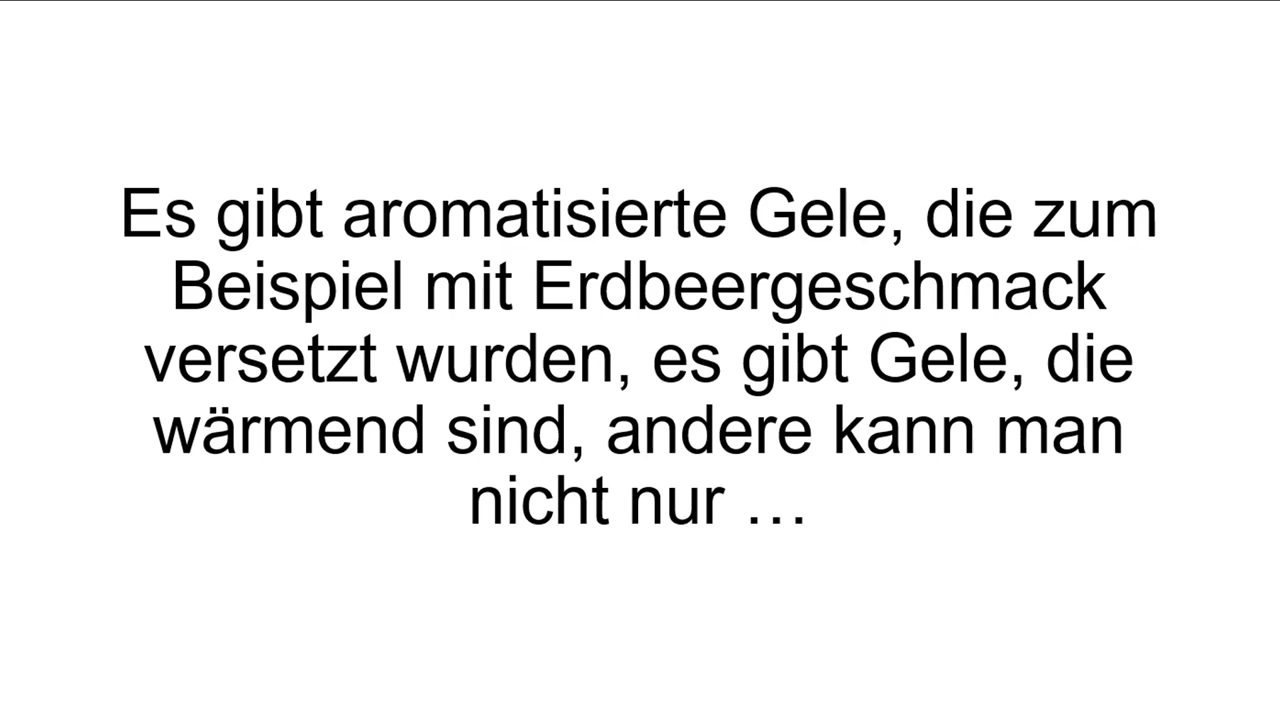 Es gibt aromatisierte Gele, die zum
Beispiel mit Erdbeergeschmack
versetzt wurden, es gibt Gele, die
wärmend sind, andere kann man
nicht nur …